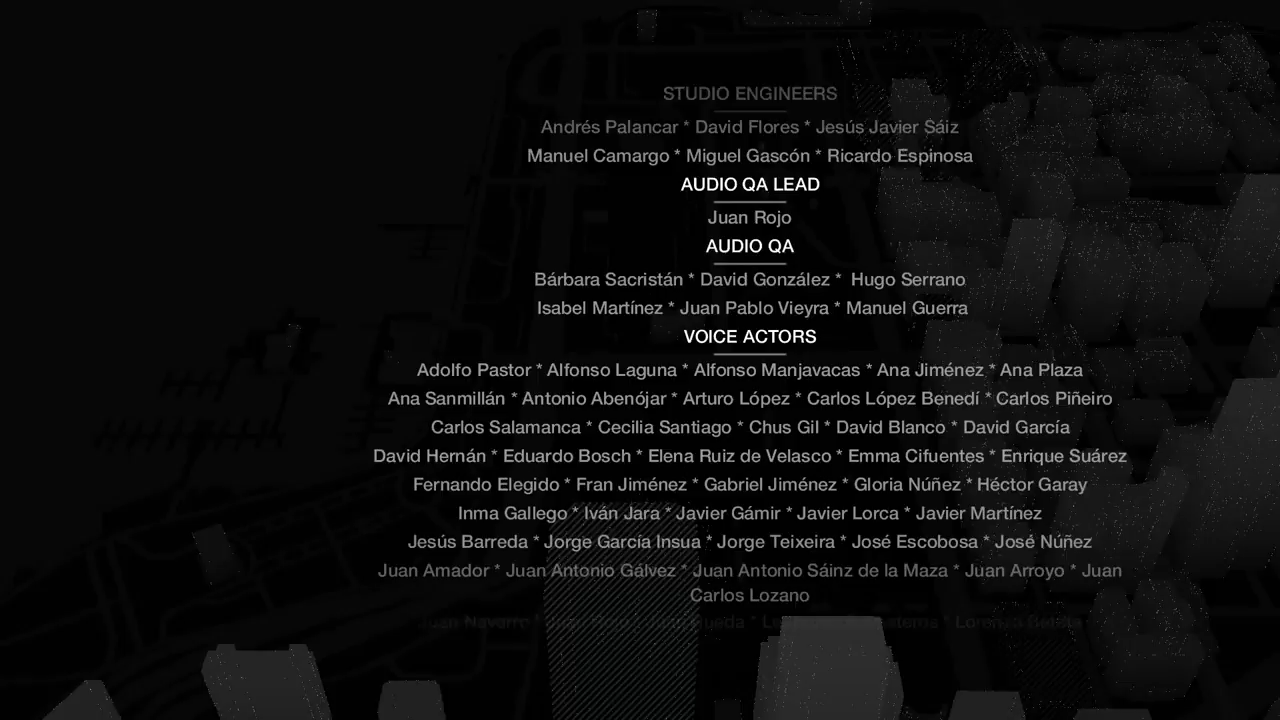 STUDIO ENGINEERS
Andrés Palancar * David Flores * Jesús Javier Sáiz
Manuel Camargo * Miguel Gascón * Ricardo Espinosa
AUDIO QA LEAD
Juan Rojo
AUDIO QA
Bárbara Sacristán * David González * Hugo Serrano
Isabel Martínez * Juan Pablo Vieyra * Manuel Guerra
VOICE ACTORS
Adolfo Pastor * Alfonso Laguna * Alfonso Manjavacas * Ana Jiménez * Ana Plaza
Ana Sanmillán * Antonio Abenójar * Arturo López * Carlos López Benedí * Carlos Piñeiro
Carlos Salamanca * Cecilia Santiago * Chus Gil * David Blanco * David García
David Hernán * Eduardo Bosch * Elena Ruiz de Velasco * Emma Cifuentes * Enrique Suárez
Fernando Elegido * Fran Jiménez * Gabriel Jiménez * Gloria Núñez * Héctor Garay
Inma Gallego * Iván Jara * Javier Gámir * Javier Lorca * Javier Martínez
Jesús Barreda * Jorge García Insua * Jorge Teixeira * José Escobosa * José Núñez
Juan Amador * Juan Antonio Gálvez * Juan Antonio Sáinz de la Maza * Juan Arroyo * Juan
Carlos Lozano
Juan Navarro * Juan Rojo *